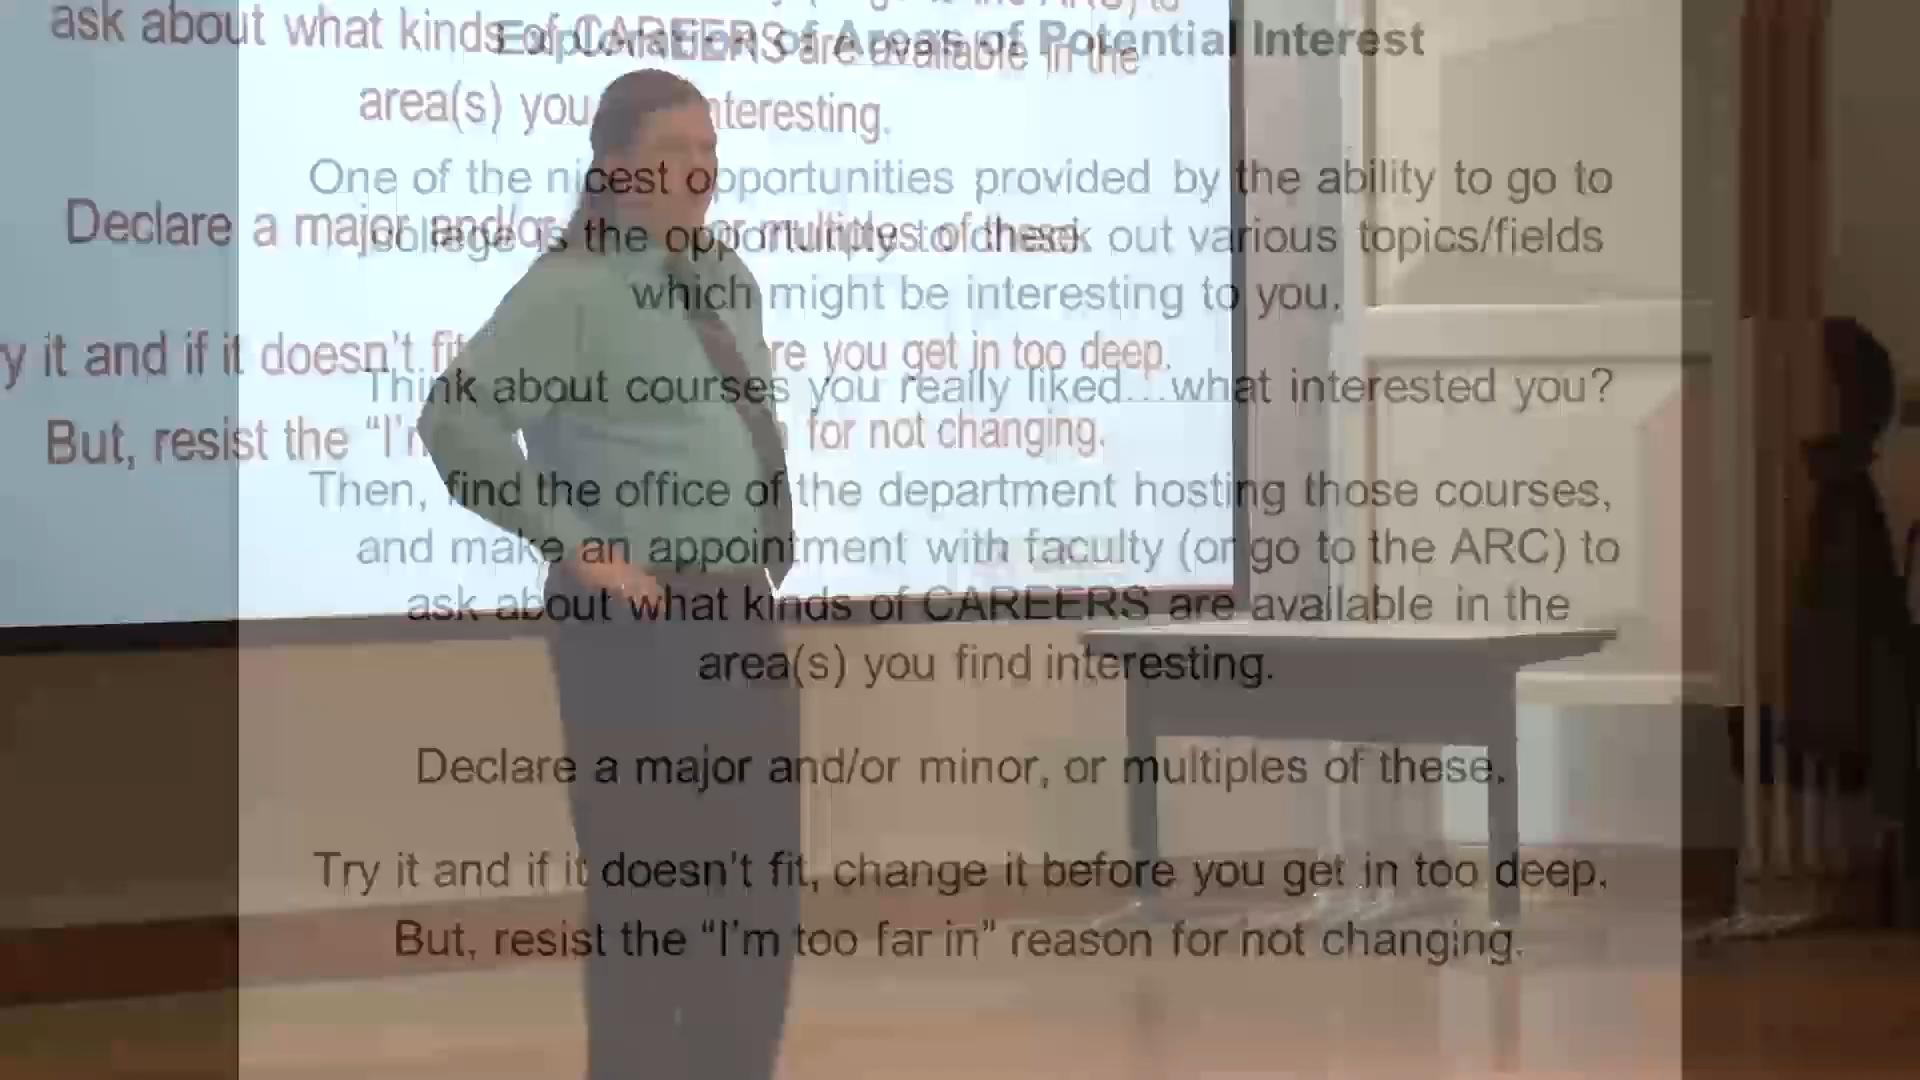 Exploration of Areas of Potential Interest
One of the nicest opportunities provided by the ability to go to
college is the opportunity to check out various topics/fields
which might be interesting to you.
Think about courses you really liked...what interested you?
Then, find the office of the department hosting those courses,
and make an appointment with faculty (or go to the ARC) to
ask about what kinds of CAREERS are available in the
area(s) you find interesting.
Declare a major and/or minor, or multiples of these.
Try it and if it doesn't fit, change it before you get in too deep.
But, resist the “I'm too far in” reason for not changing.
ask about what kinds of CAREERS are available in the
area(s) you interesting.
Declare a major and/or or multiples of these.
y it and if it doesn't fit re you get in too deep.
But, resist the “I'm for not changing.